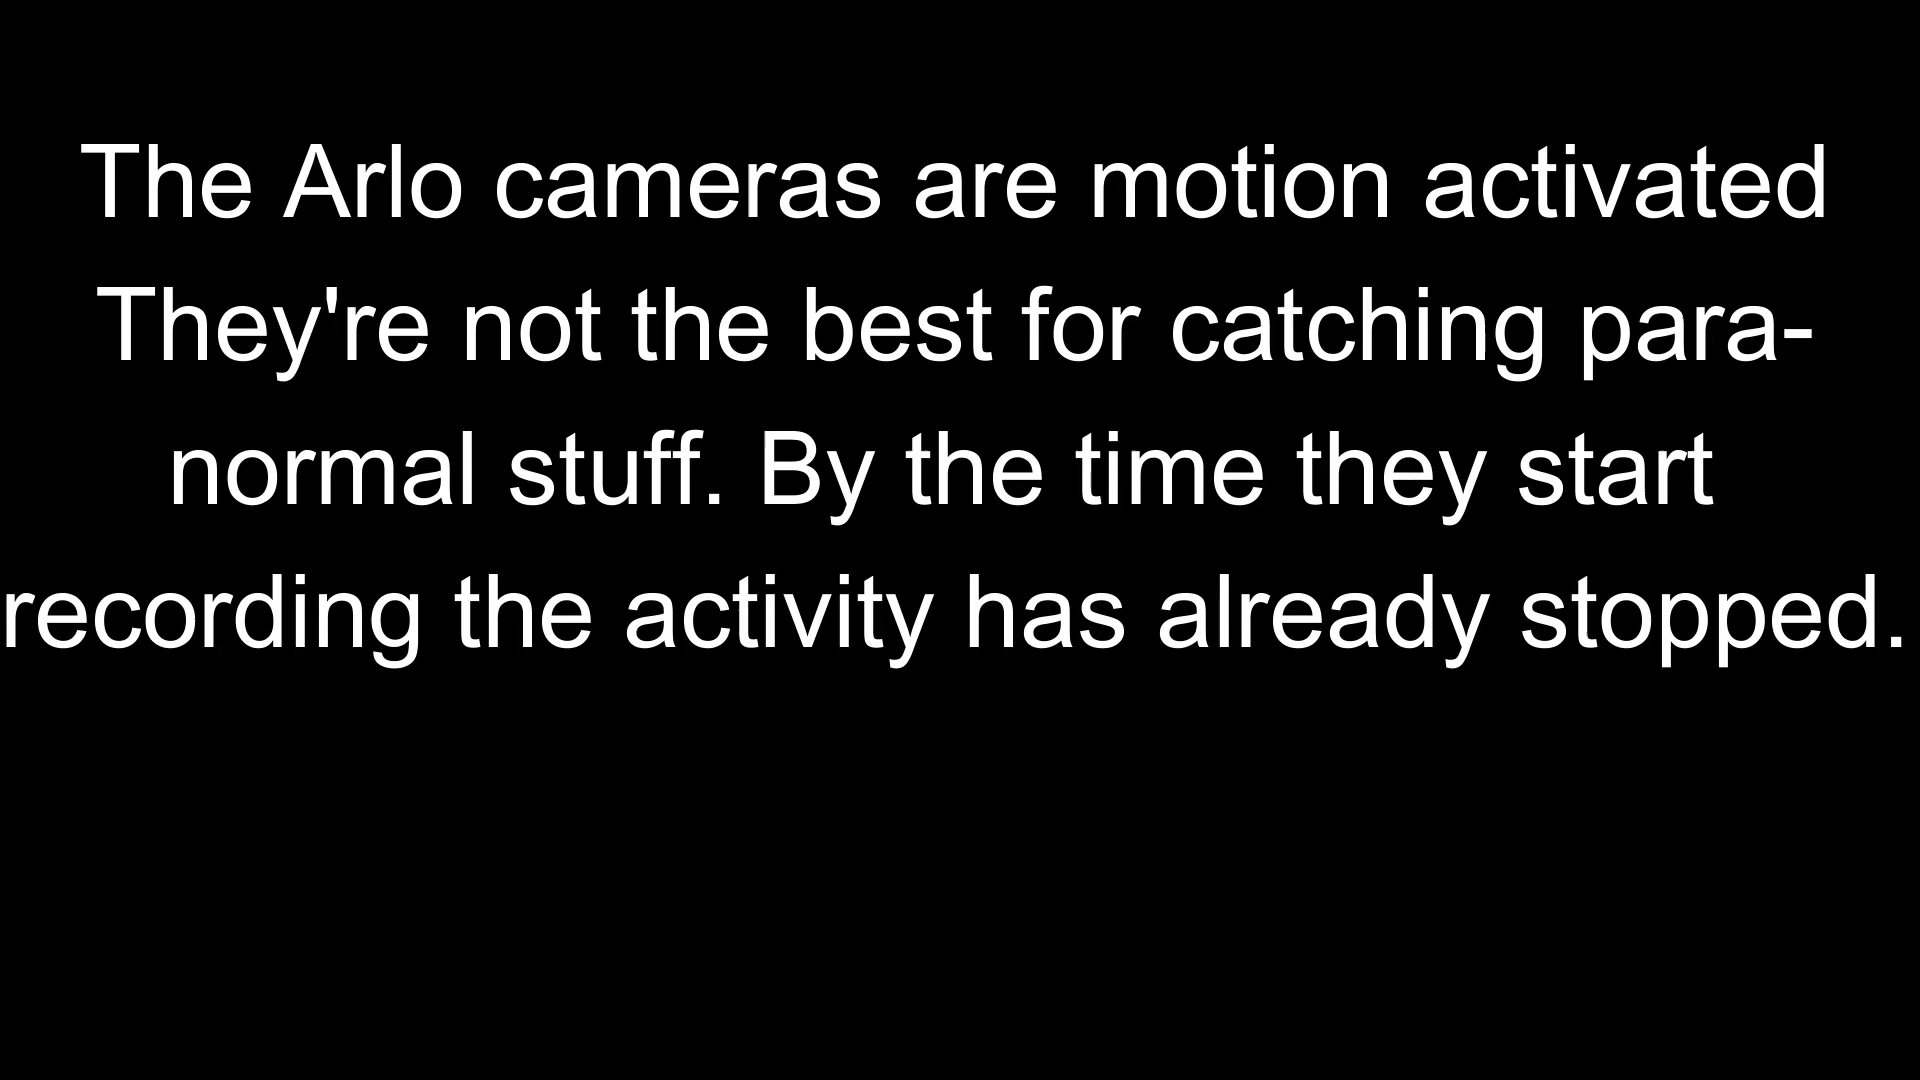 The Arlo cameras are motion activated
They're not the best for catching para-
normal stuff. By the time they start
recording the activity has already stopped.